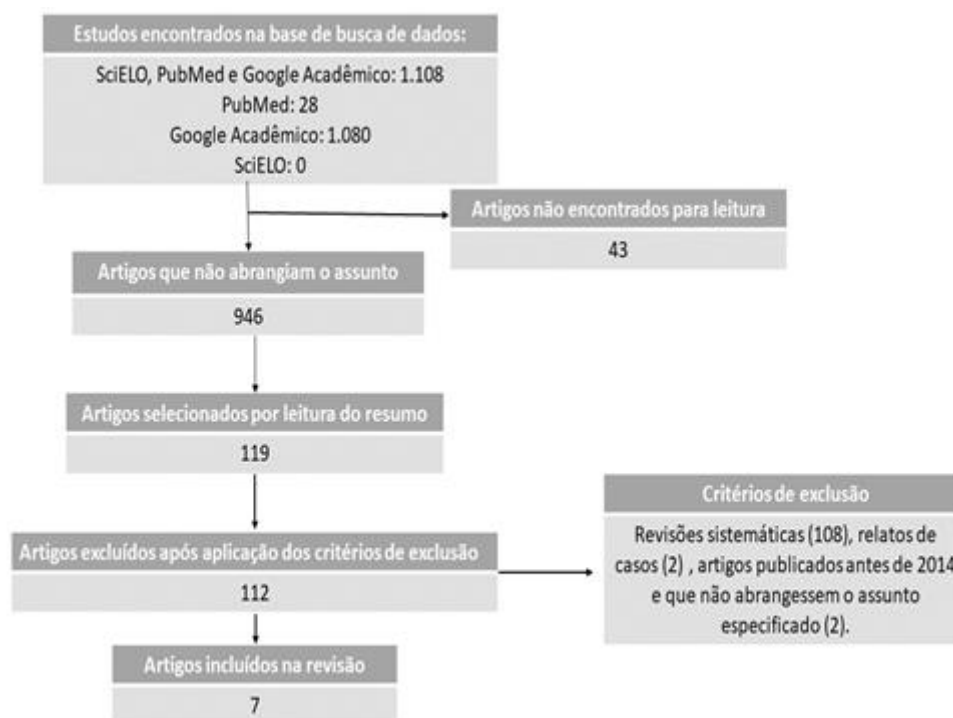 Estudos encontrados na base de busca de dados:
SciELO, PubMed e Google Acadêmico: 1.108
PubMed: 28
Google Acadêmico: 1.080
SciELO: 0
Artigos não encontrados para leitura
43
Artigos que não abrangiam o assunto
946
Artigos selecionados por leitura do resumo
119
Artigos excluídos após aplicação dos critérios de exclusão
112
Critérios de exclusão
Revisões sistemáticas (108), relatos de
casos (2) , artigos publicados antes de 2014
e que não abrangessem o assunto
especificado (2).
Artigos incluídos na revisão
7